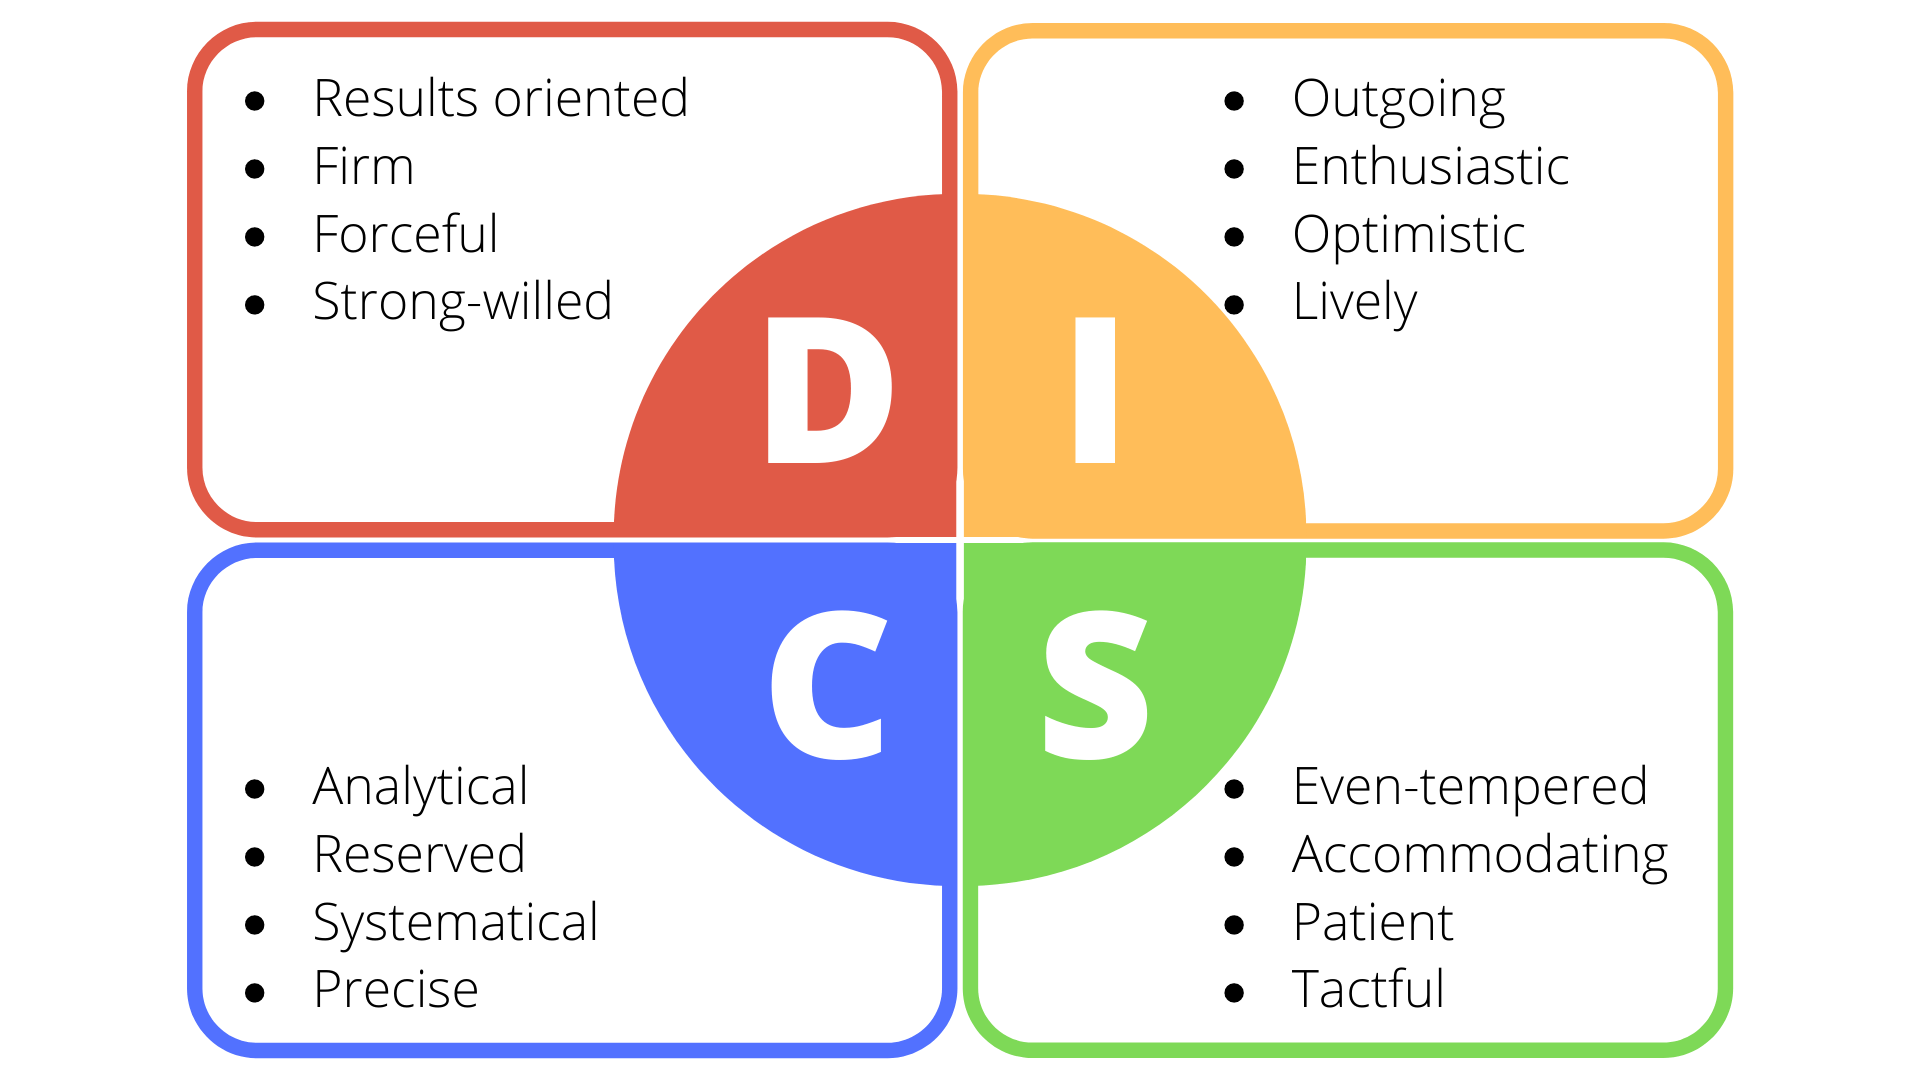 • Results oriented
• Firm
• Forceful
• Strong-willed
• Outgoing
• Enthusiastic
• Optimistic
• Lively
D
I
C
S
• Analytical
• Reserved
• Systematical
• Precise
• Even-tempered
• Accommodating
• Patient
• Tactful